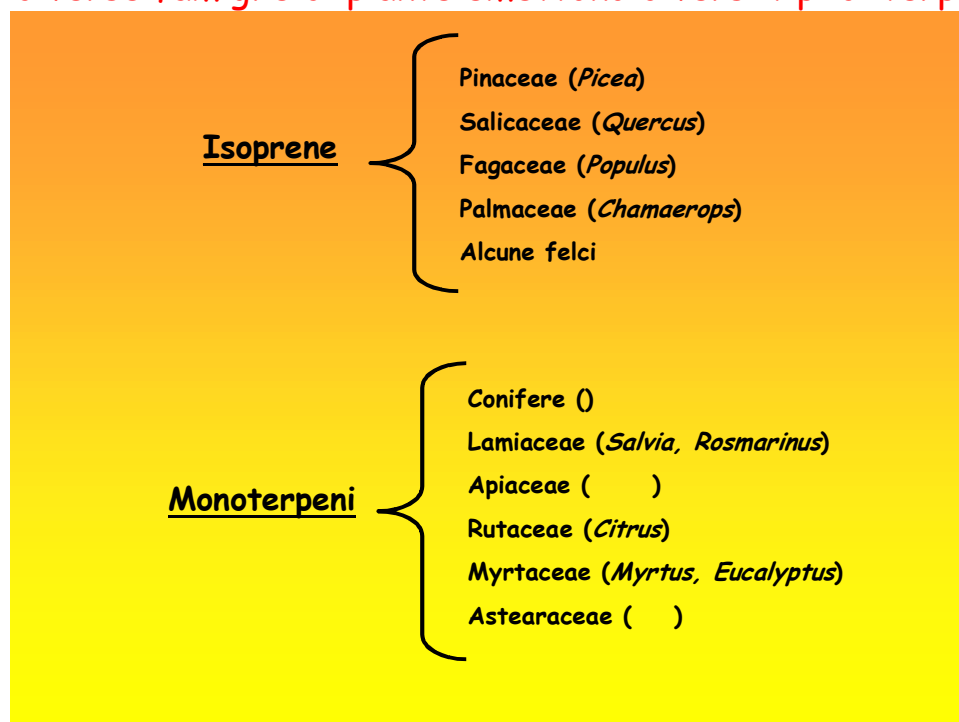 Isoprene
Pinaceae (Picea)
Salicaceae (Quercus)
Fagaceae (Populus)
Palmaceae (Chamaerops)
Alcune felci
Monoterpeni
Conifere ()
Lamiaceae (Salvia, Rosmarinus)
Apiaceae ( )
Rutaceae (Citrus)
Myrtaceae (Myrtus, Eucalyptus)
Astearaceae ( )